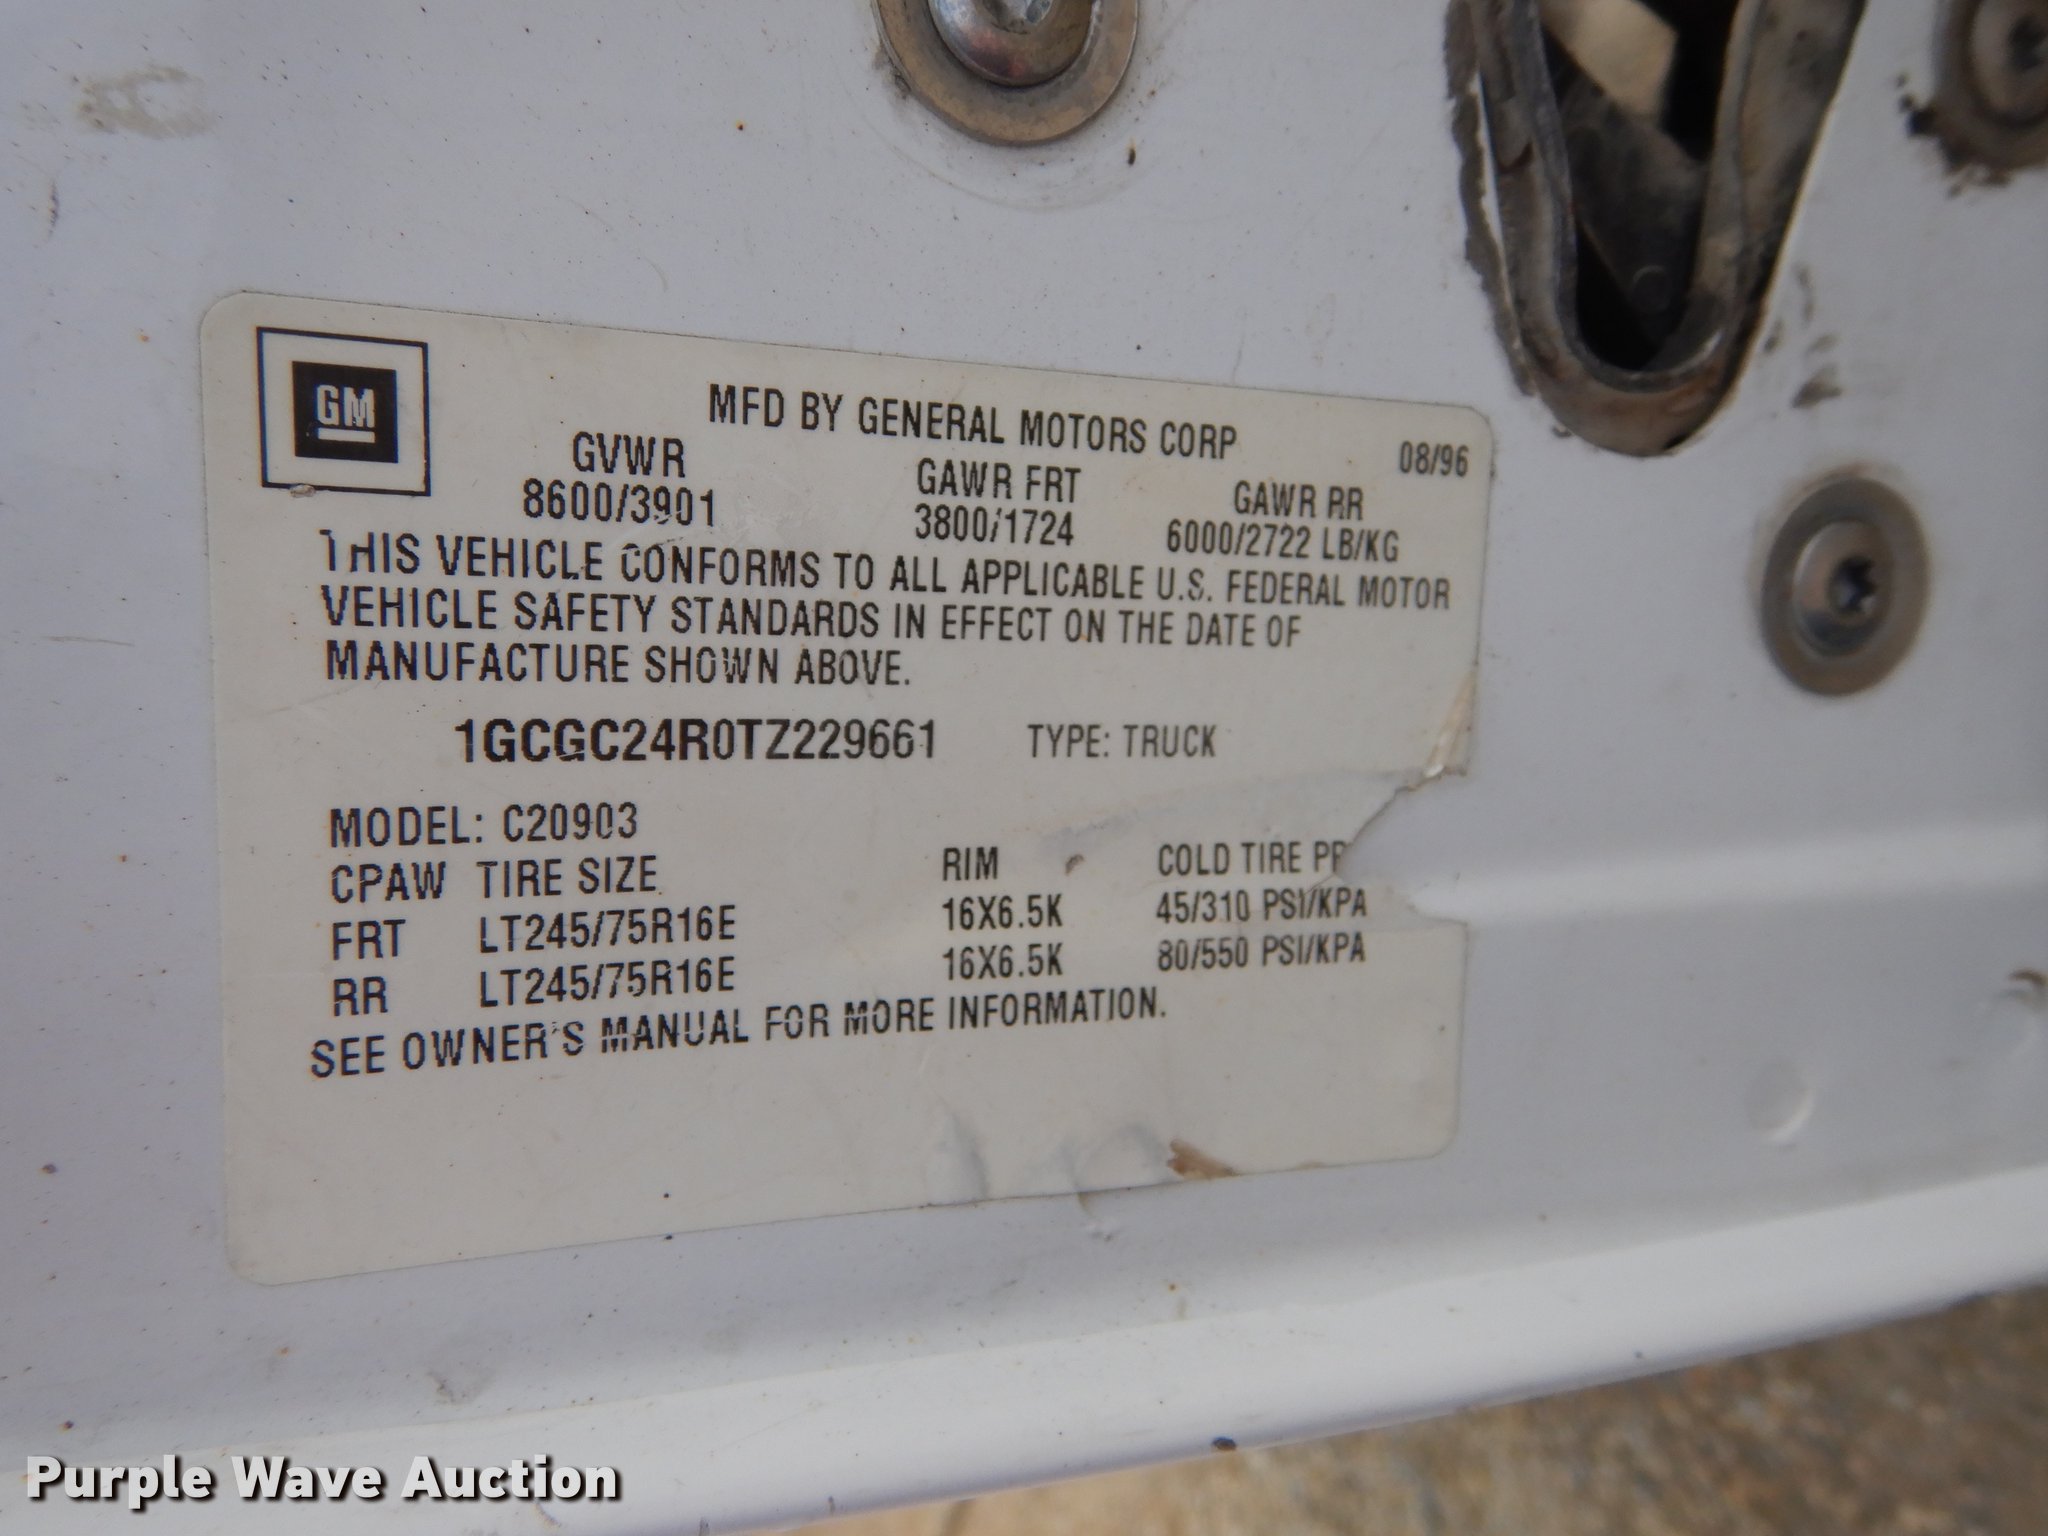 GM
MFD BY GENERAL MOTORS CORP
08/96
GVWR GAWR FRT GAWR RR
8600/3901 3800/1724 6000/2722 LB/KG
THIS VEHICLE CONFORMS TO ALL APPLICABLE U.S. FEDERAL MOTOR
VEHICLE SAFETY STANDARDS IN EFFECT ON THE DATE OF
MANUFACTURE SHOWN ABOVE.
1GCGC24R0TZ229661 TYPE: TRUCK
MODEL: C20903
CPAW TIRE SIZE RIM COLD TIRE PR
FRT LT245/75R16E 16X6.5K 45/310 PSI/KPA
RR LT245/75R16E 16X6.5K 80/550 PSI/KPA
SEE OWNER'S MANUAL FOR MORE INFORMATION.
Purple Wave Auction